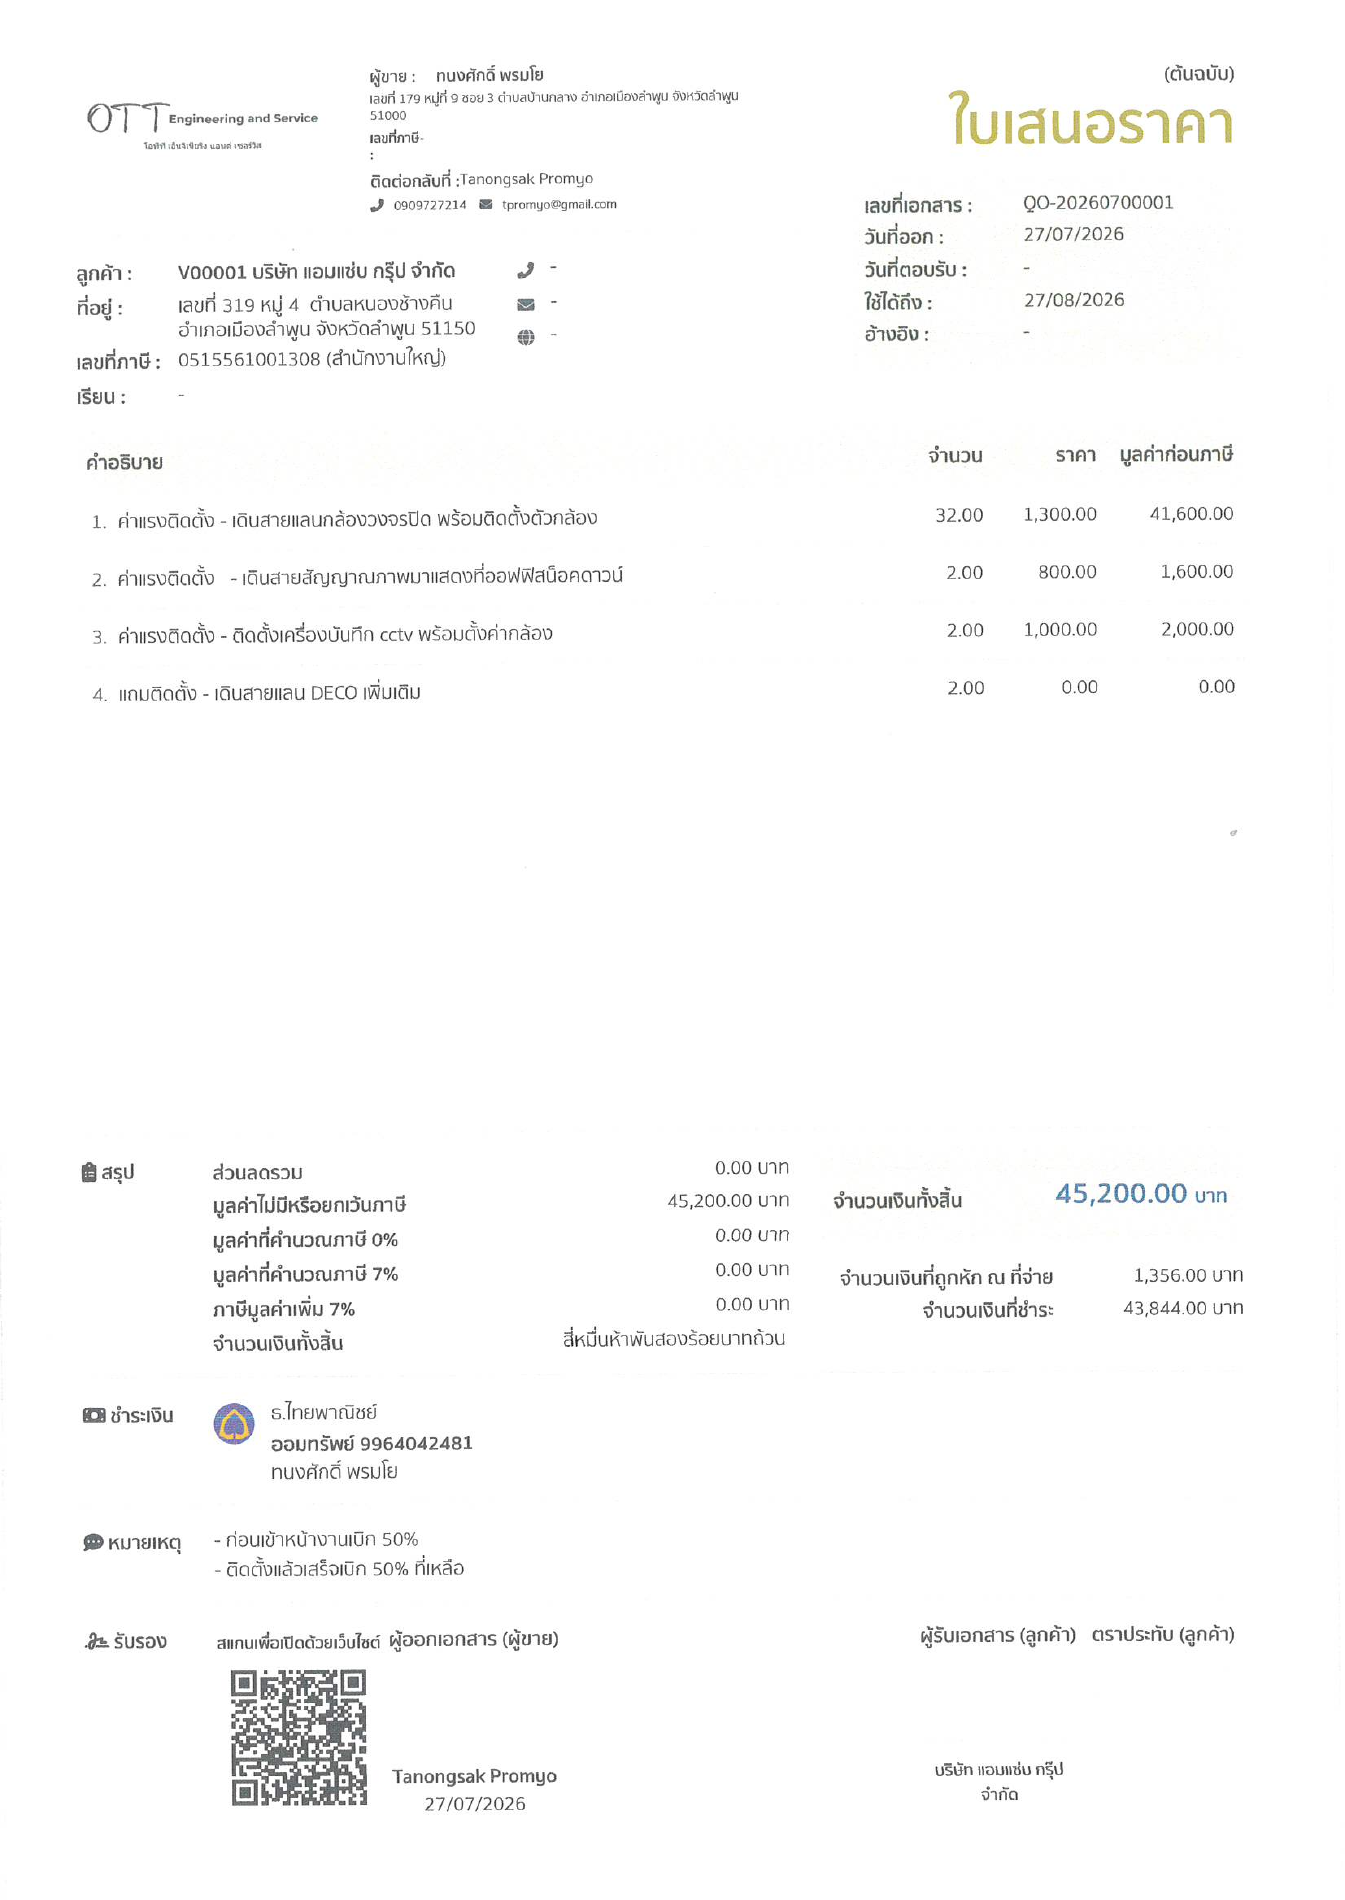 (ต้นฉบับ)
ใบเสนอราคา
OTT Engineering and Service
โอทีที เอ็นจิเนียริ่ง แอนด์ เซอร์วิส
ผู้ขาย : ทนงศักดิ์ พรมโย
เลขที่ 179 หมู่ที่ 9 ซอย 3 ตำบลบ้านกลาง อำเภอเมืองลำพูน จังหวัดลำพูน
51000
เลขที่ภาษี-
:
ติดต่อกลับที่ :Tanongsak Promyo
0909727214 tpromyo@gmail.com
เลขที่เอกสาร : QO-20260700001
วันที่ออก : 27/07/2026
วันที่ตอบรับ : -
ใช้ได้ถึง : 27/08/2026
อ้างอิง : -
ลูกค้า : V00001 บริษัท แอมแซ่บ กรุ๊ป จำกัด -
ที่อยู่ : เลขที่ 319 หมู่ 4 ตำบลหนองช้างคืน -
อำเภอเมืองลำพูน จังหวัดลำพูน 51150 -
เลขที่ภาษี : 0515561001308 (สำนักงานใหญ่)
เรียน : -
คำอธิบาย จำนวน ราคา มูลค่าก่อนภาษี
1. ค่าแรงติดตั้ง - เดินสายแลนกล้องวงจรปิด พร้อมติดตั้งตัวกล้อง 32.00 1,300.00 41,600.00
2. ค่าแรงติดตั้ง - เดินสายสัญญาณภาพมาแสดงที่ออฟฟิสน็อคดาวน์ 2.00 800.00 1,600.00
3. ค่าแรงติดตั้ง - ติดตั้งเครื่องบันทึก cctv พร้อมตั้งค่ากล้อง 2.00 1,000.00 2,000.00
4. แถมติดตั้ง - เดินสายแลน DECO เพิ่มเติม 2.00 0.00 0.00
สรุป ส่วนลดรวม 0.00 บาท
มูลค่าไม่มีหรือยกเว้นภาษี 45,200.00 บาท
มูลค่าที่คำนวณภาษี 0% 0.00 บาท
มูลค่าที่คำนวณภาษี 7% 0.00 บาท
ภาษีมูลค่าเพิ่ม 7% 0.00 บาท
จำนวนเงินทั้งสิ้น สี่หมื่นห้าพันสองร้อยบาทถ้วน
จำนวนเงินทั้งสิ้น 45,200.00 บาท
จำนวนเงินที่ถูกหัก ณ ที่จ่าย 1,356.00 บาท
จำนวนเงินที่ชำระ 43,844.00 บาท
ชำระเงิน ธ.ไทยพาณิชย์
ออมทรัพย์ 9964042481
ทนงศักดิ์ พรมโย
หมายเหตุ - ก่อนเข้าหน้างานเบิก 50%
- ติดตั้งแล้วเสร็จเบิก 50% ที่เหลือ
รับรอง สแกนเพื่อเปิดด้วยเว็บไซต์ ผู้ออกเอกสาร (ผู้ขาย) ผู้รับเอกสาร (ลูกค้า) ตราประทับ (ลูกค้า)
Tanongsak Promyo
27/07/2026
บริษัท แอมแซ่บ กรุ๊ป
จำกัด